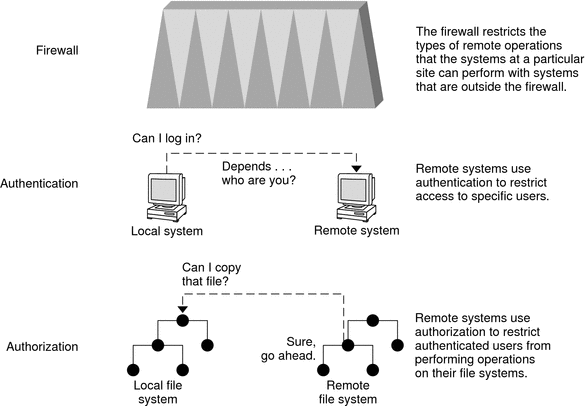 Firewall
The firewall restricts the
types of remote operations
that the systems at a particular
site can perform with systems
that are outside the firewall.
Can I log in?
Depends . . .
who are you?
Authentication
Remote systems use
authentication to restrict
access to specific users.
Local system
Remote system
Can I copy
that file?
Sure,
go ahead.
Authorization
Remote systems use
authorization to restrict
authenticated users from
performing operations
on their file systems.
Local file
system
Remote
file system